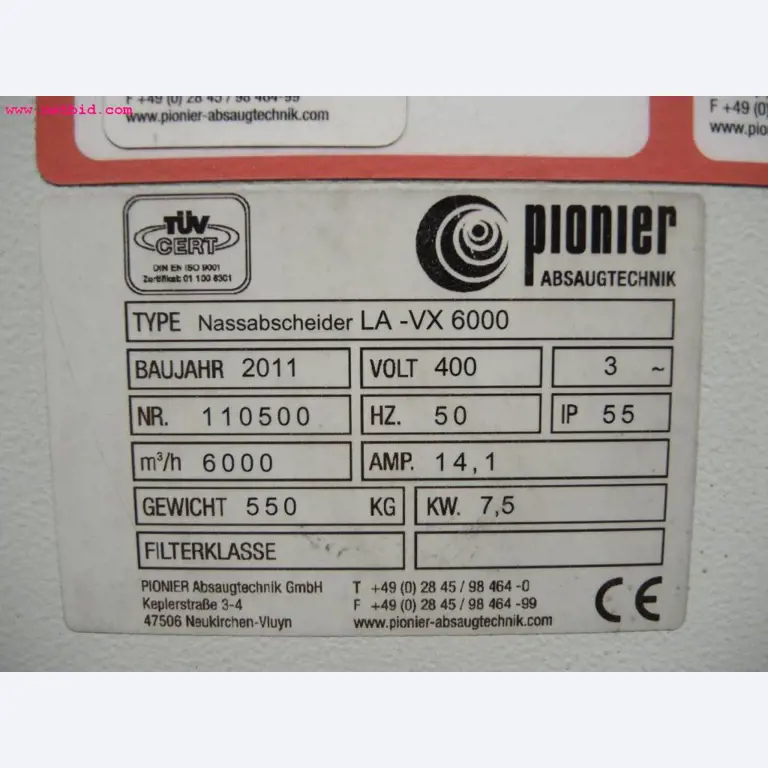 F +49 (0) 28 45 / 98 464-99
www.pionier-absaugtechnik.com
F +49 (0)
www.pio
TÜV
CERT
DIN EN ISO 9001
Zertifikat: 01 100 8301
pionier
ABSAUGTECHNIK
TYPE Nassabscheider LA -VX 6000
BAUJAHR 2011 VOLT 400 3 ~
NR. 110500 HZ. 50 IP 55
m³/h 6000 AMP. 14,1
GEWICHT 550 KG KW. 7,5
FILTERKLASSE
PIONIER Absaugtechnik GmbH T +49 (0) 28 45 / 98 464 -0
Keplerstraße 3-4 F +49 (0) 28 45 / 98 464 -99
47506 Neukirchen-Vluyn www.pionier-absaugtechnik.com
CE